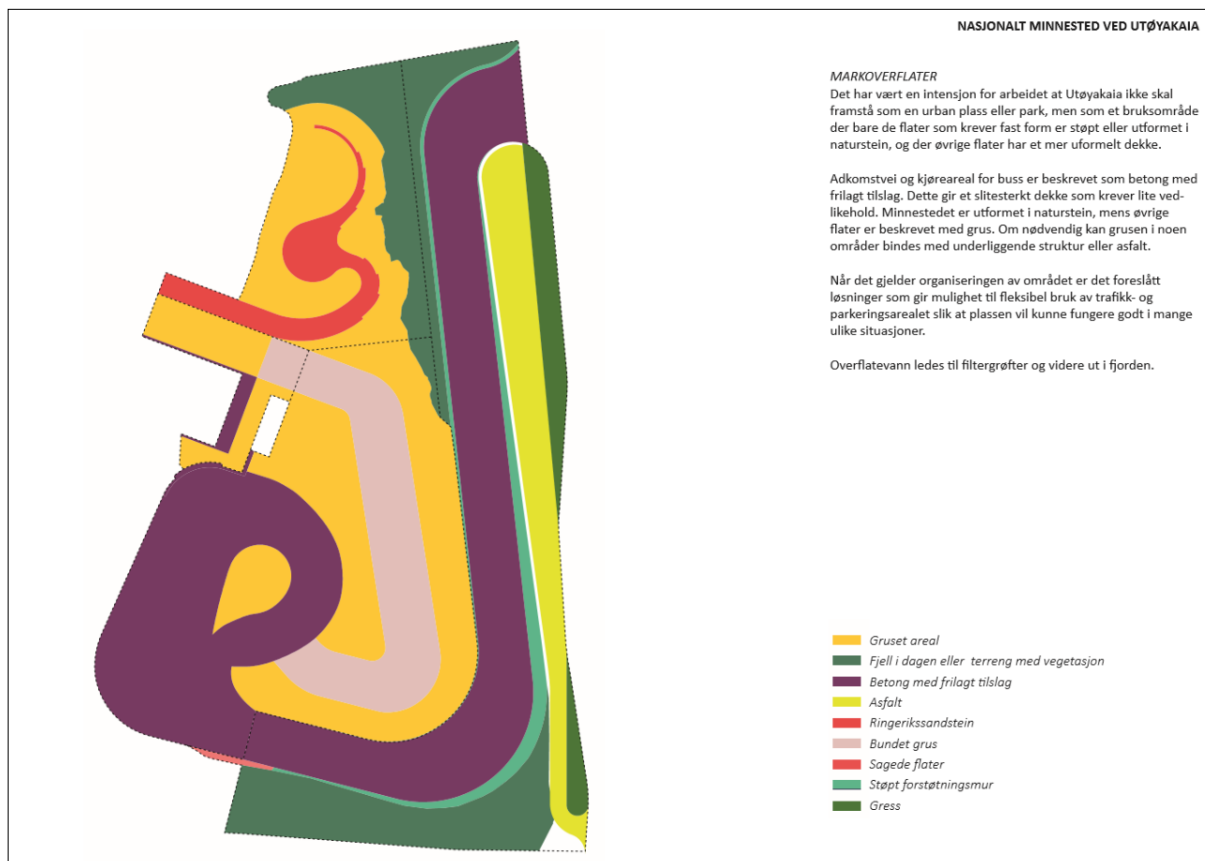 NASJONALT MINNESTED VED UTØYAKAIA
MARKOVERFLATER
Det har vært en intensjon for arbeidet at Utøyakaia ikke skal
framstå som en urban plass eller park, men som et bruksområde
der bare de flater som krever fast form er støpt eller utformet i
naturstein, og der øvrige flater har et mer uformelt dekke.
Adkomstvei og kjøreareal for buss er beskrevet som betong med
frilagt tilslag. Dette gir et slitesterkt dekke som krever lite ved-
likehold. Minnestedet er utformet i naturstein, mens øvrige
flater er beskrevet med grus. Om nødvendig kan grusen i noen
områder bindes med underliggende struktur eller asfalt.
Når det gjelder organiseringen av området er det foreslått
løsninger som gir mulighet til fleksibel bruk av trafikk- og
parkeringsarealet slik at plassen vil kunne fungere godt i mange
ulike situasjoner.
Overflatevann ledes til filtergrøfter og videre ut i fjorden.
Gruset areal
Fjell i dagen eller terreng med vegetasjon
Betong med frilagt tilslag
Asfalt
Ringerikssandstein
Bundet grus
Sagede flater
Støpt forstøtningsmur
Gress